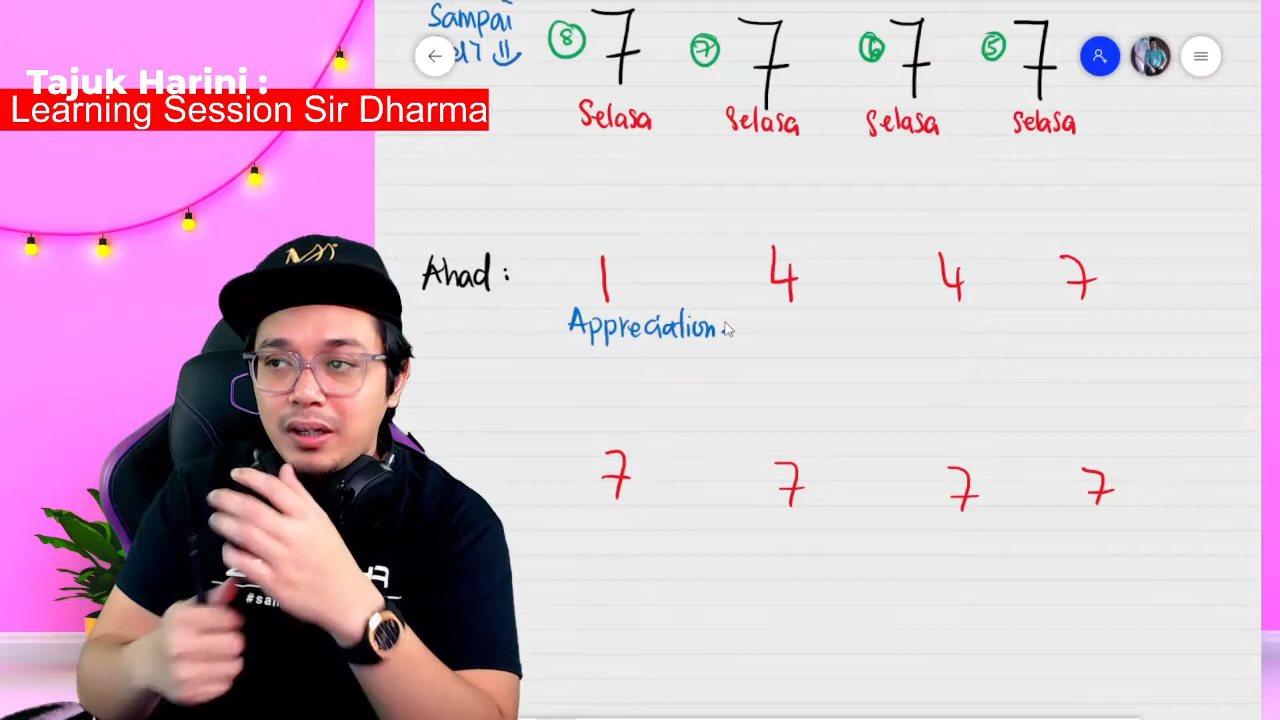 Sampai
8 7 7 7 6 7 5 7
Selasa Selasa Selasa Selasa
Tajuk Harini :
Learning Session Sir Dharma
Ahad : 1 4 4 7
Appreciation
7 7 7 7